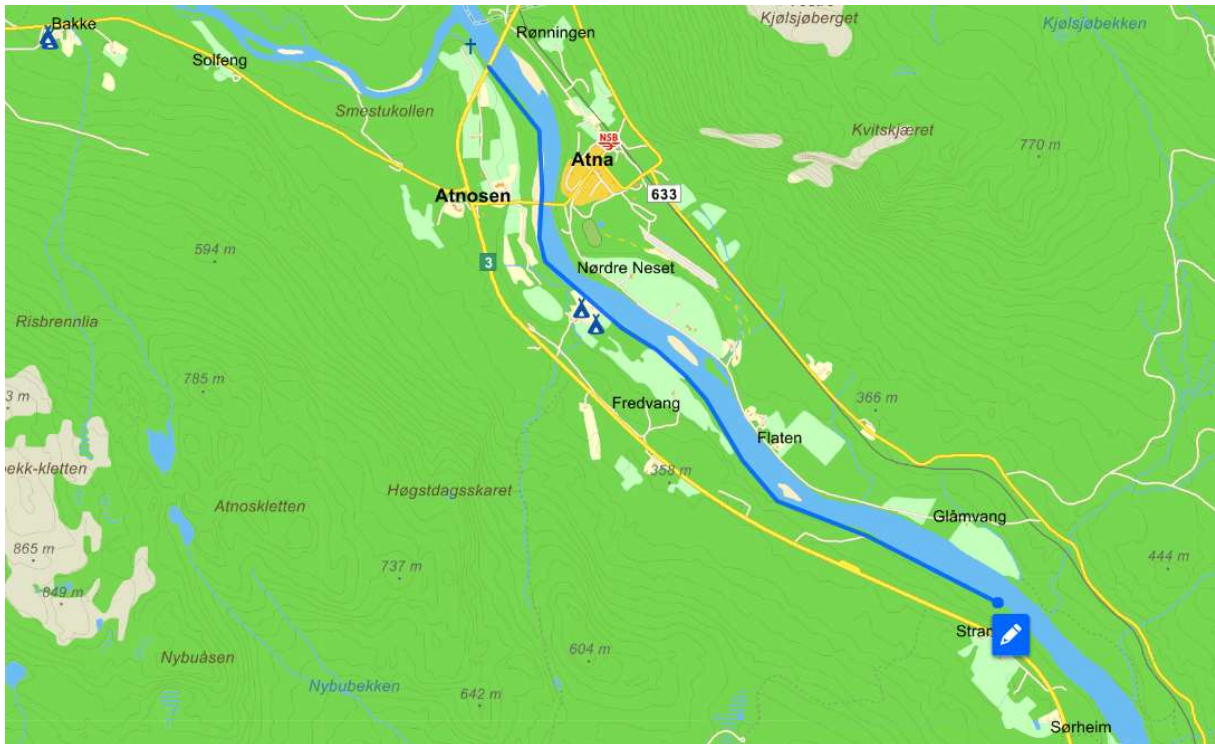 Bakke
Rønningen
Kjølsjøberget
Kjølsjøbekken
Solfeng
Smestukollen
Kvitskjæret
NSB
770 m
Atna
Atnosen
633
594 m
3
Nørdre Neset
Risbrennlia
785 m
3 m
366 m
Fredvang
Flaten
358 m
ekk-kletten
Høgstdagsskaret
Atnoskletten
Glåmvang
865 m
444 m
737 m
849 m
Stran
604 m
Nybuåsen
Nybubekken
642 m
Sørheim